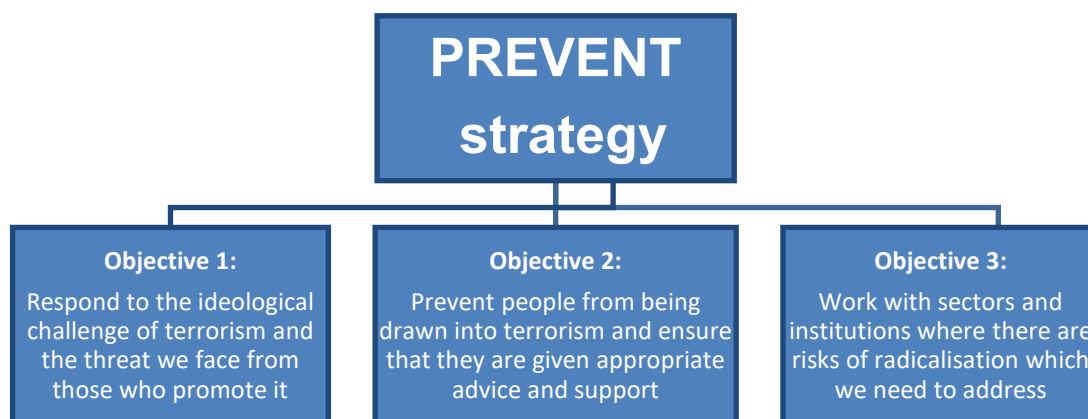 PREVENT
strategy
Objective 1:
Respond to the ideological
challenge of terrorism and
the threat we face from
those who promote it
Objective 2:
Prevent people from being
drawn into terrorism and ensure
that they are given appropriate
advice and support
Objective 3:
Work with sectors and
institutions where there are
risks of radicalisation which
we need to address